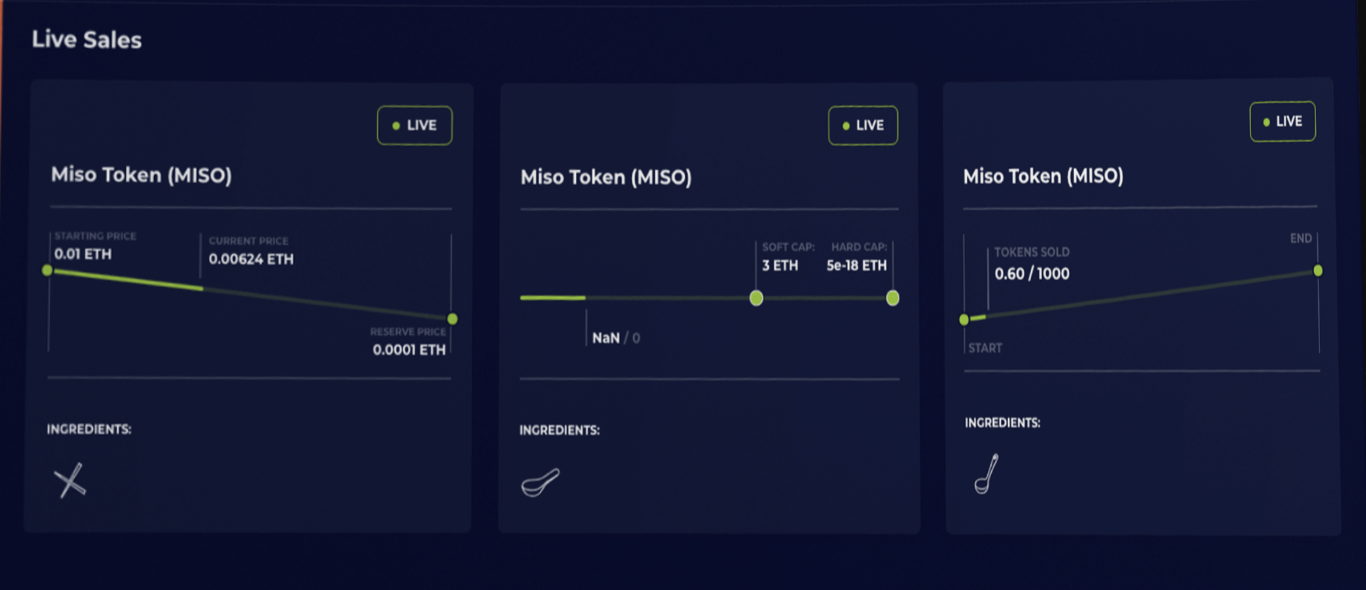 Live Sales
LIVE
Miso Token (MISO)
STARTING PRICE
0.01 ETH
CURRENT PRICE
0.00624 ETH
RESERVE PRICE
0.0001 ETH
INGREDIENTS:
LIVE
Miso Token (MISO)
SOFT CAP: HARD CAP:
3 ETH 5e-18 ETH
NaN / 0
INGREDIENTS:
LIVE
Miso Token (MISO)
END
TOKENS SOLD
0.60 / 1000
START
INGREDIENTS: